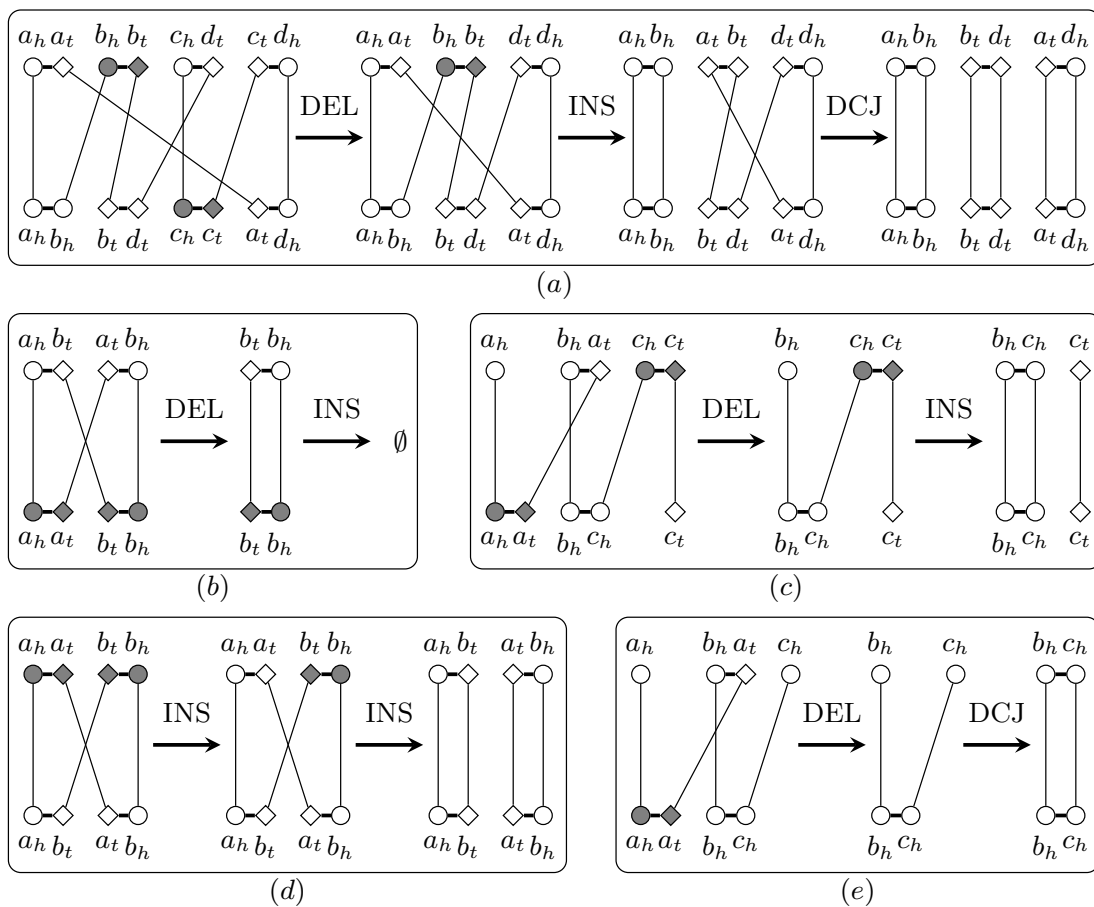 a_h a_t b_h b_t c_h d_t c_t d_h a_h a_t b_h b_t d_t d_h a_h b_h a_t b_t d_t d_h a_h b_h b_t d_t a_t d_h
DEL INS DCJ
a_h b_h b_t d_t c_h c_t a_t d_h a_h b_h b_t d_t a_t d_h a_h b_h b_t d_t a_t d_h a_h b_h b_t d_t a_t d_h
(a)
a_h b_t a_t b_h b_t b_h
DEL INS
∅
a_h a_t b_t b_h b_t b_h
(b)
a_h b_h a_t c_h c_t b_h c_h c_t b_h c_h c_t
DEL INS
a_h a_t b_h c_h c_t b_h c_h c_t b_h c_h c_t
(c)
a_h a_t b_t b_h a_h a_t b_t b_h a_h b_t a_t b_h
INS INS
a_h b_t a_t b_h a_h b_t a_t b_h a_h b_t a_t b_h
(d)
a_h b_h a_t c_h b_h c_h b_h c_h
DEL DCJ
a_h a_t b_h c_h b_h c_h b_h c_h
(e)